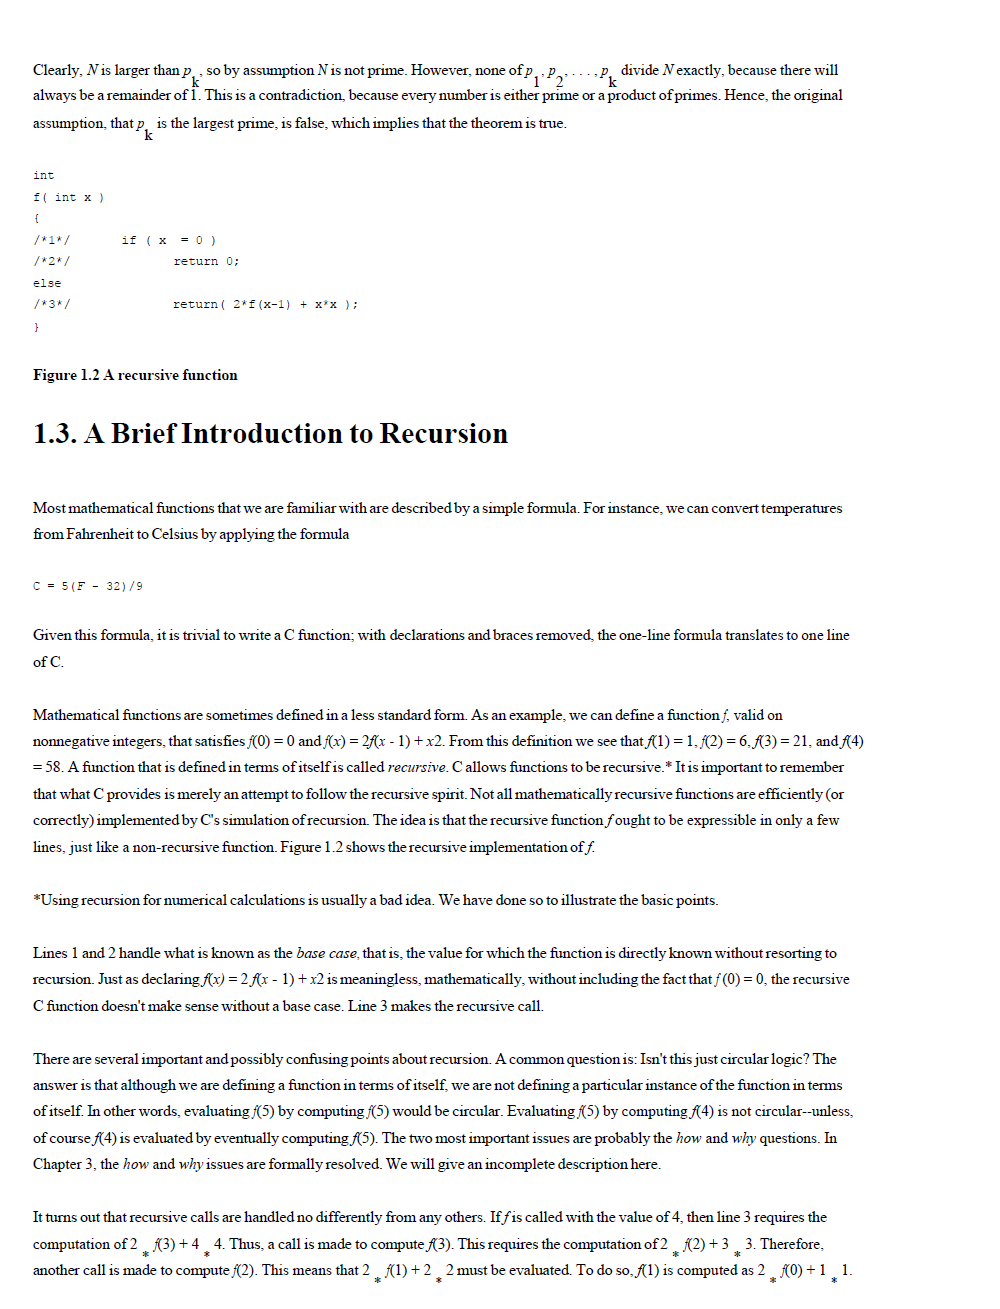 Clearly, N is larger than pk, so by assumption N is not prime. However, none of p1, p2, . . . , pk divide N exactly, because there will
always be a remainder of 1. This is a contradiction, because every number is either prime or a product of primes. Hence, the original
assumption, that pk is the largest prime, is false, which implies that the theorem is true.
int
f( int x )
{
/*1*/ if ( x = 0 )
/*2*/ return 0;
else
/*3*/ return( 2*f(x-1) + x*x );
}
Figure 1.2 A recursive function
1.3. A Brief Introduction to Recursion
Most mathematical functions that we are familiar with are described by a simple formula. For instance, we can convert temperatures
from Fahrenheit to Celsius by applying the formula
C = 5(F - 32)/9
Given this formula, it is trivial to write a C function; with declarations and braces removed, the one-line formula translates to one line
of C.
Mathematical functions are sometimes defined in a less standard form. As an example, we can define a function f, valid on
nonnegative integers, that satisfies f(0) = 0 and f(x) = 2f(x - 1) + x2. From this definition we see that f(1) = 1, f(2) = 6, f(3) = 21, and f(4)
= 58. A function that is defined in terms of itself is called recursive. C allows functions to be recursive.* It is important to remember
that what C provides is merely an attempt to follow the recursive spirit. Not all mathematically recursive functions are efficiently (or
correctly) implemented by C's simulation of recursion. The idea is that the recursive function f ought to be expressible in only a few
lines, just like a non-recursive function. Figure 1.2 shows the recursive implementation of f.
*Using recursion for numerical calculations is usually a bad idea. We have done so to illustrate the basic points.
Lines 1 and 2 handle what is known as the base case, that is, the value for which the function is directly known without resorting to
recursion. Just as declaring f(x) = 2 f(x - 1) + x2 is meaningless, mathematically, without including the fact that f (0) = 0, the recursive
C function doesn't make sense without a base case. Line 3 makes the recursive call.
There are several important and possibly confusing points about recursion. A common question is: Isn't this just circular logic? The
answer is that although we are defining a function in terms of itself, we are not defining a particular instance of the function in terms
of itself. In other words, evaluating f(5) by computing f(5) would be circular. Evaluating f(5) by computing f(4) is not circular--unless,
of course f(4) is evaluated by eventually computing f(5). The two most important issues are probably the how and why questions. In
Chapter 3, the how and why issues are formally resolved. We will give an incomplete description here.
It turns out that recursive calls are handled no differently from any others. If f is called with the value of 4, then line 3 requires the
computation of 2 * f(3) + 4 * 4. Thus, a call is made to compute f(3). This requires the computation of 2 * f(2) + 3 * 3. Therefore,
another call is made to compute f(2). This means that 2 * f(1) + 2 * 2 must be evaluated. To do so, f(1) is computed as 2 * f(0) + 1 * 1.